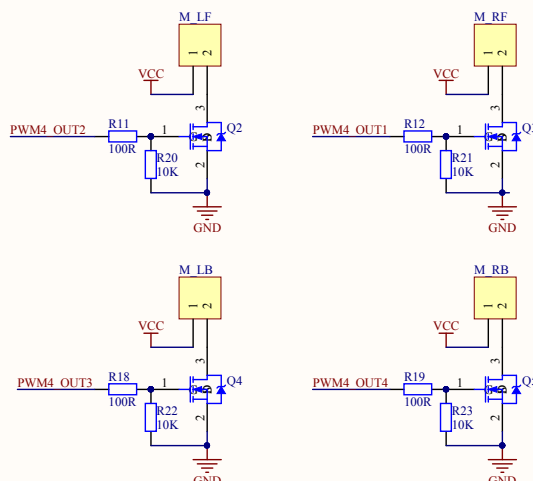 M_LF
1 2
VCC
3
PWM4_OUT2
R11
100R
1
Q2
R20
10K
2
GND
M_RF
1 2
VCC
3
PWM4_OUT1
R12
100R
1
R21
10K
2
GND
M_LB
1 2
VCC
3
PWM4_OUT3
R18
100R
1
Q4
R22
10K
2
GND
M_RB
1 2
VCC
3
PWM4_OUT4
R19
100R
1
R23
10K
2
GND